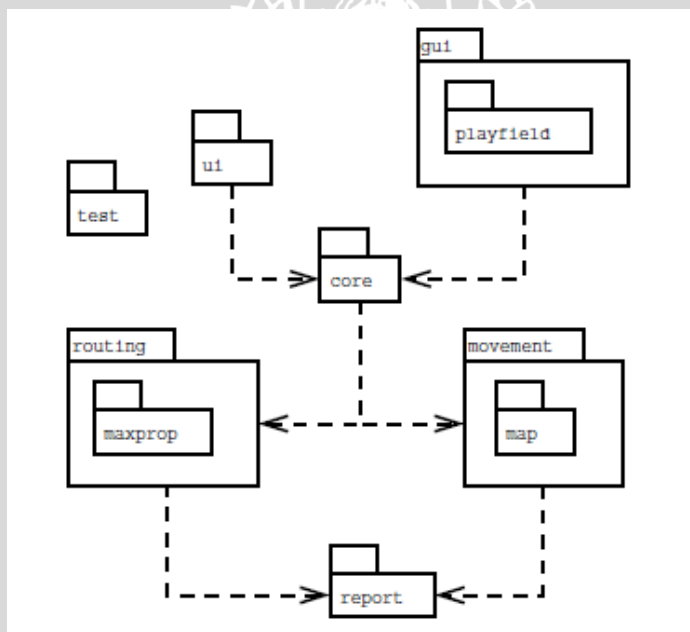 gui
playfield
ui
test
core
routing
movement
maxprop
map
report